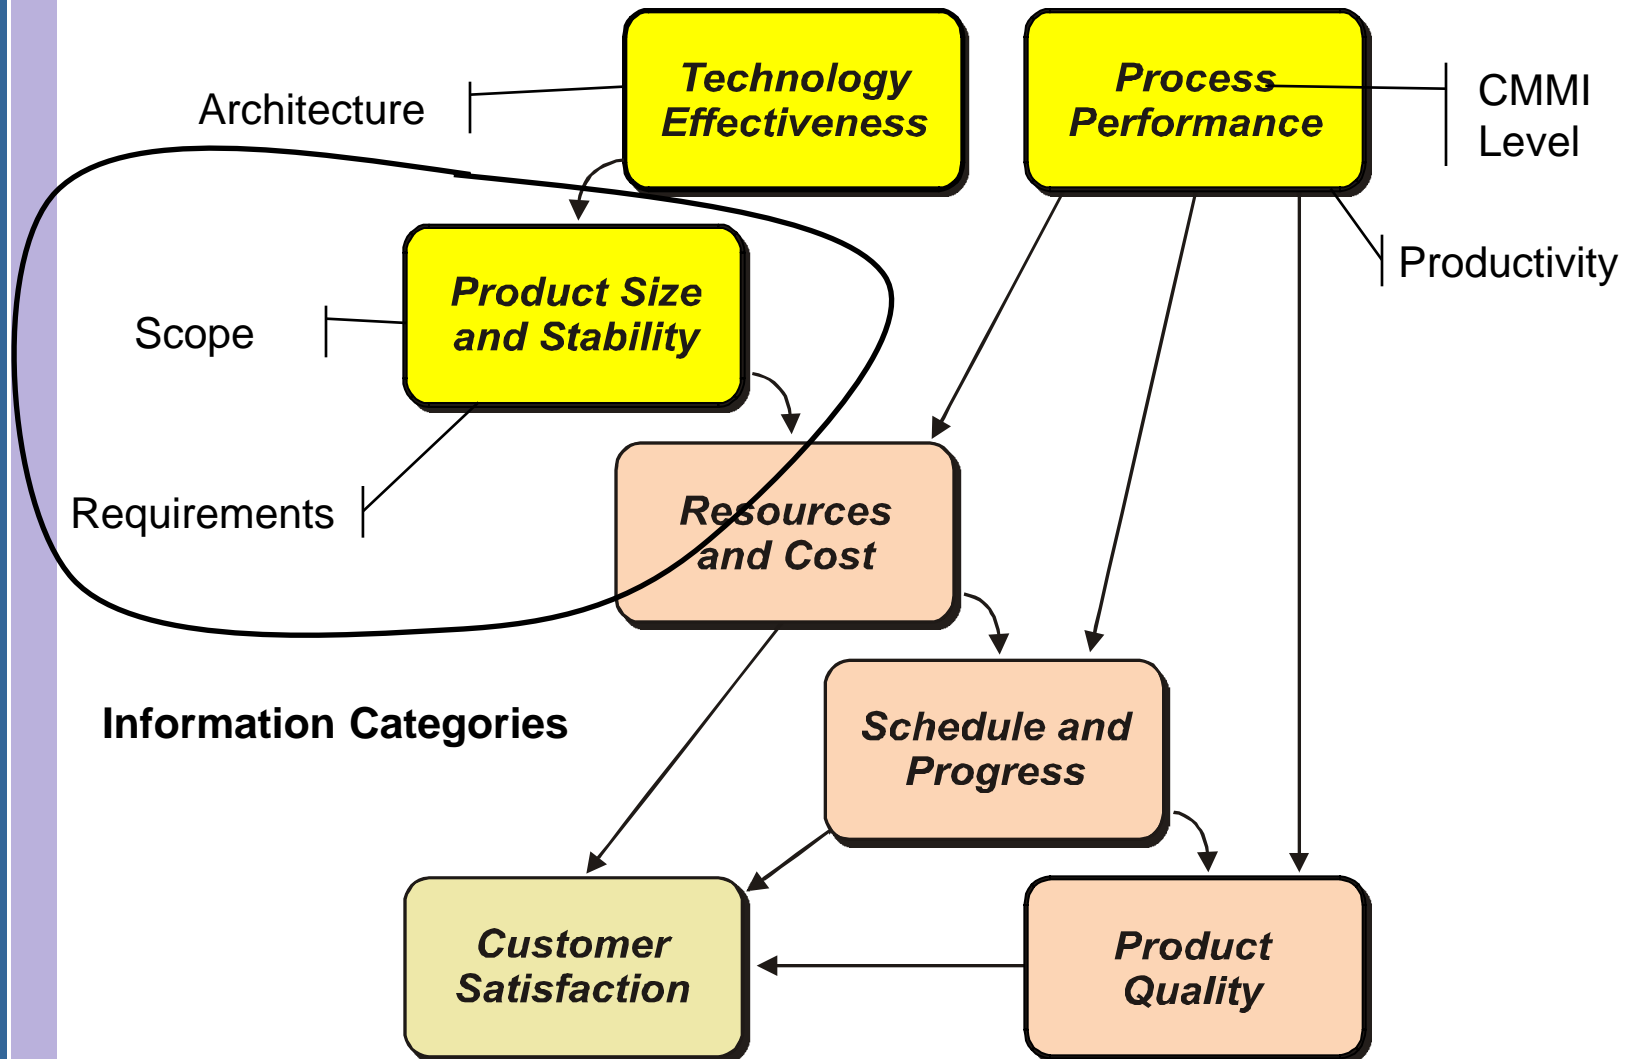 Technology
Effectiveness
Process
Performance
Architecture
CMMI
Level
Product Size
and Stability
Productivity
Scope
Requirements
Resources
and Cost
Information Categories
Schedule and
Progress
Customer
Satisfaction
Product
Quality